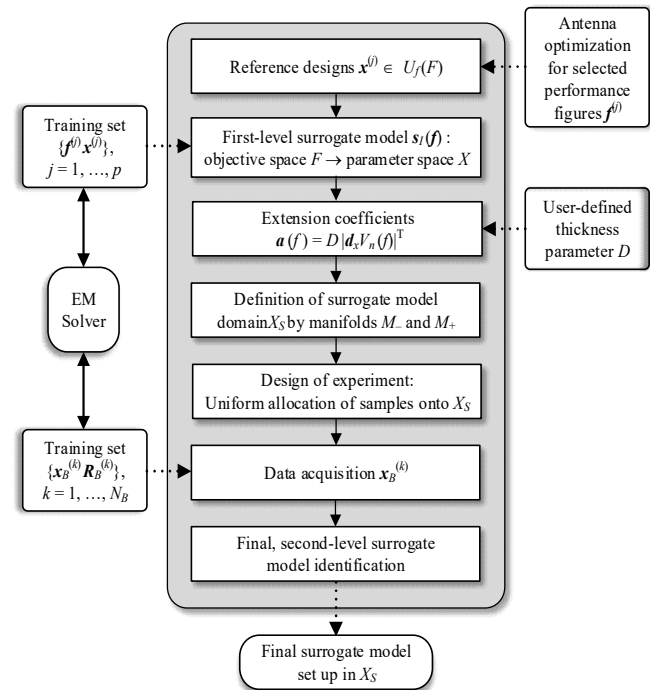 Reference designs x^(j) ∈ U_f(F)
Antenna
optimization
for selected
performance
figures f^(j)
Training set
{f^(j) x^(j)},
j = 1, …, p
First-level surrogate model s_I(f) :
objective space F → parameter space X
Extension coefficients
a (f) = D |d_x V_n(f)|^T
User-defined
thickness
parameter D
EM
Solver
Definition of surrogate model
domainX_S by manifolds M_– and M_+
Design of experiment:
Uniform allocation of samples onto X_S
Training set
{x_B^(k) R_B^(k)},
k = 1, …, N_B
Data acquisition x_B^(k)
Final, second-level surrogate
model identification
Final surrogate model
set up in X_S